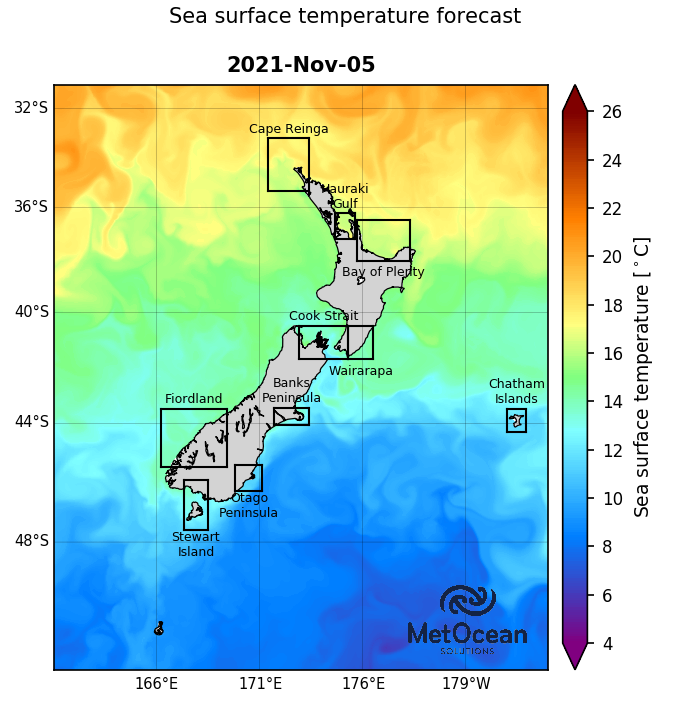 Sea surface temperature forecast
2021-Nov-05
32°S
36°S
40°S
44°S
48°S
166°E
171°E
176°E
179°W
Cape Reinga
Hauraki
Gulf
Bay of Plenty
Cook Strait
Wairarapa
Banks
Peninsula
Fiordland
Chatham
Islands
Otago
Peninsula
Stewart
Island
MetOcean
SOLUTIONS
26
24
22
20
18
16
14
12
10
8
6
4
Sea surface temperature [°C]